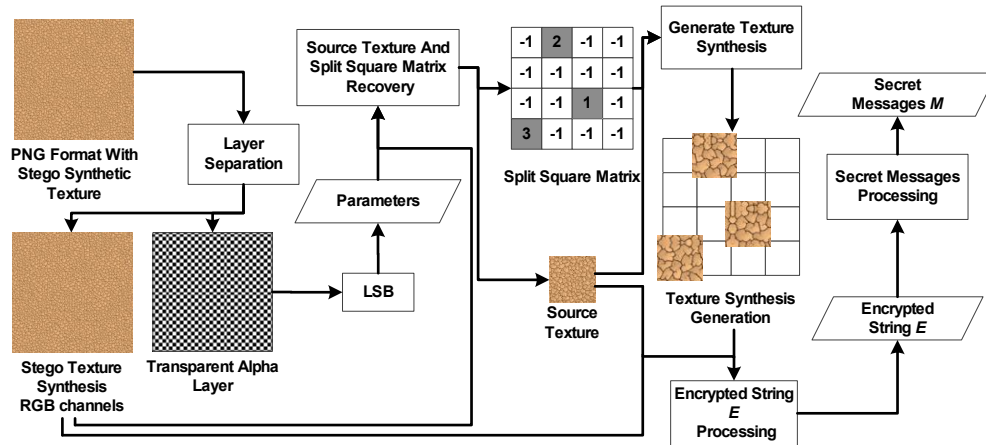 PNG Format With
Stego Synthetic
Texture
Layer
Separation
Stego Texture
Synthesis
RGB channels
Transparent Alpha
Layer
LSB
Parameters
Source Texture And
Split Square Matrix
Recovery
-1 2 -1 -1
-1 -1 -1 -1
-1 -1 1 -1
3 -1 -1 -1
Split Square Matrix
Source
Texture
Generate Texture
Synthesis
Texture Synthesis
Generation
Encrypted String
E
Processing
Encrypted
String E
Secret Messages
Processing
Secret
Messages M